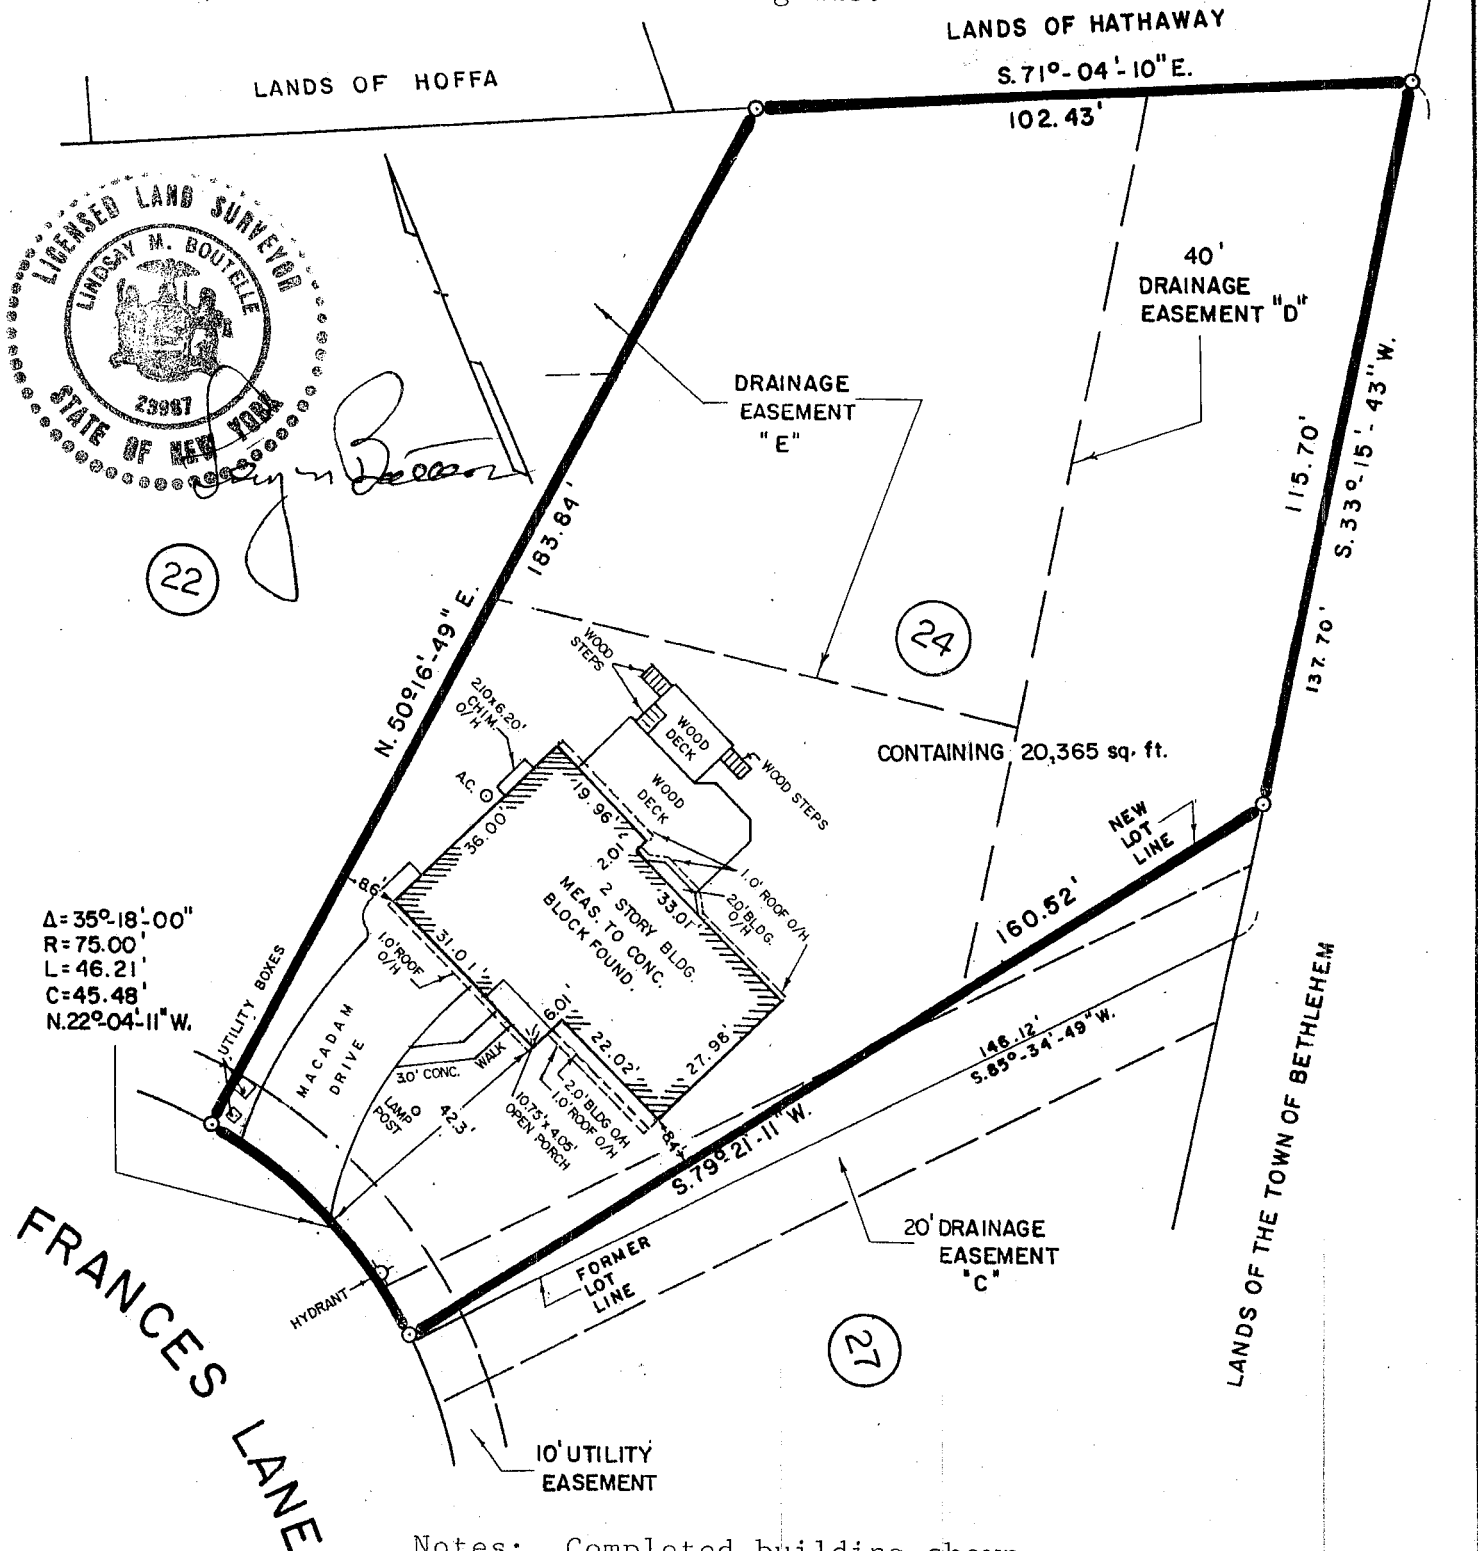 LANDS OF HATHAWAY
LANDS OF HOFFA
S.71°-04'-10"E.
102.43'
LICENSED LAND SURVEYOR
LINDSAY M. BOUTELLE
23967
STATE OF NEW YORK
40'
DRAINAGE
EASEMENT "D"
DRAINAGE
EASEMENT
"E"
115.70'
S.33°-15'-43"W.
137.70'
183.84'
N.50°16'-49"E.
22
24
WOOD
STEPS
2.10x6.20'
CHIM.
O/H
WOOD
DECK
WOOD STEPS
WOOD
DECK
A.C.
CONTAINING 20,365 sq. ft.
NEW
LOT
LINE
36.00'
19.96'
2.01'
33.01'
1.0' ROOF O/H
2.0' BLDG.
O/H
2 STORY BLDG.
MEAS. TO CONC.
BLOCK FOUND.
8.6'
31.01'
1.0' ROOF
O/H
160.52'
Δ=35°-18'-00"
R=75.00'
L=46.21'
C=45.48'
N.22°-04'-11"W.
UTILITY BOXES
MACADAM
DRIVE
3.0' CONC.
WALK
6.01'
22.02'
27.98'
LAMP
POST
42.3'
10.75'x4.05'
OPEN PORCH
2.0' BLDG O/H
1.0' ROOF O/H
8.4'
146.12'
S.85°-34'-49"W.
S.79°-21'-11"W.
LANDS OF THE TOWN OF BETHLEHEM
20' DRAINAGE
EASEMENT
"C"
FORMER
LOT
LINE
HYDRANT
27
FRANCES LANE
10' UTILITY
EASEMENT
Notes: Completed building shown